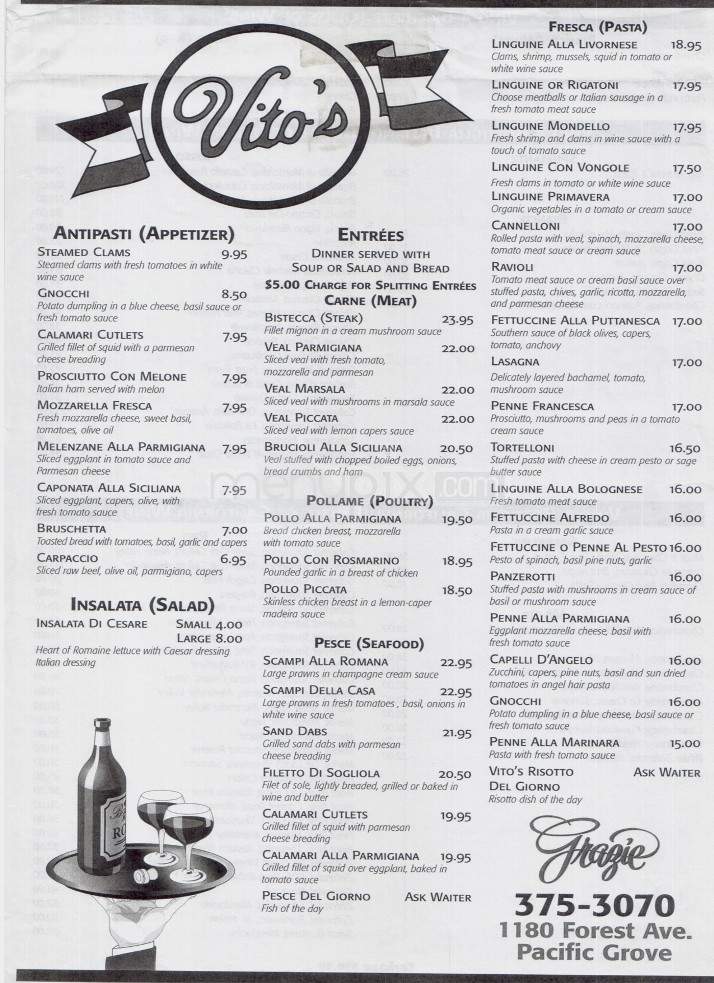 Vito's
ANTIPASTI (APPETIZER)
STEAMED CLAMS 9.95
Steamed clams with fresh tomatoes in white
wine sauce
GNOCCHI 8.50
Potato dumpling in a blue cheese, basil sauce or
fresh tomato sauce
CALAMARI CUTLETS 7.95
Grilled fillet of squid with a parmesan
cheese breading
PROSCIUTTO CON MELONE 7.95
Italian ham served with melon
MOZZARELLA FRESCA 7.95
Fresh mozzarella cheese, sweet basil,
tomatoes, olive oil
MELENZANE ALLA PARMIGIANA 7.95
Sliced eggplant in tomato sauce and
Parmesan cheese
CAPONATA ALLA SICILIANA 7.95
Sliced eggplant, capers, olive, with
fresh tomato sauce
BRUSCHETTA 7.00
Toasted bread with tomatoes, basil, garlic and capers
CARPACCIO 6.95
Sliced raw beef, olive oil, parmigiano, capers
INSALATA (SALAD)
INSALATA DI CESARE SMALL 4.00
LARGE 8.00
Heart of Romaine lettuce with Caesar dressing
Italian dressing
RO
ENTRÉES
DINNER SERVED WITH
SOUP OR SALAD AND BREAD
$5.00 CHARGE FOR SPLITTING ENTRÉES
CARNE (MEAT)
BISTECCA (STEAK) 23.95
Fillet mignon in a cream mushroom sauce
VEAL PARMIGIANA 22.00
Sliced veal with fresh tomato,
mozzarella and parmesan
VEAL MARSALA 22.00
Sliced veal with mushrooms in marsala sauce
VEAL PICCATA 22.00
Sliced veal with lemon capers sauce
BRUCIOLI ALLA SICILIANA 20.50
Veal stuffed with chopped boiled eggs, onions,
bread crumbs and ham
menupix.com
POLLAME (POULTRY)
POLLO ALLA PARMIGIANA 19.50
Bread chicken breast, mozzarella
with tomato sauce
POLLO CON ROSMARINO 18.95
Pounded garlic in a breast of chicken
POLLO PICCATA 18.50
Skinless chicken breast in a lemon-caper
madeira sauce
PESCE (SEAFOOD)
SCAMPI ALLA ROMANA 22.95
Large prawns in champagne cream sauce
SCAMPI DELLA CASA 22.95
Large prawns in fresh tomatoes , basil, onions in
white wine sauce
SAND DABS 21.95
Grilled sand dabs with parmesan
cheese breading
FILETTO DI SOGLIOLA 20.50
Filet of sole, lightly breaded, grilled or baked in
wine and butter
CALAMARI CUTLETS 19.95
Grilled fillet of squid with parmesan
cheese breading
CALAMARI ALLA PARMIGIANA 19.95
Grilled fillet of squid over eggplant, baked in
tomato sauce
PESCE DEL GIORNO ASK WAITER
Fish of the day
FRESCA (PASTA)
LINGUINE ALLA LIVORNESE 18.95
Clams, shrimp, mussels, squid in tomato or
white wine sauce
LINGUINE OR RIGATONI 17.95
Choose meatballs or Italian sausage in a
fresh tomato meat sauce
LINGUINE MONDELLO 17.95
Fresh shrimp and clams in wine sauce with a
touch of tomato sauce
LINGUINE CON VONGOLE 17.50
Fresh clams in tomato or white wine sauce
LINGUINE PRIMAVERA 17.00
Organic vegetables in a tomato or cream sauce
CANNELLONI 17.00
Rolled pasta with veal, spinach, mozzarella cheese,
tomato meat sauce or cream sauce
RAVIOLI 17.00
Tomato meat sauce or cream basil sauce over
stuffed pasta, chives, garlic, ricotta, mozzarella,
and parmesan cheese
FETTUCCINE ALLA PUTTANESCA 17.00
Southern sauce of black olives, capers,
tomato, anchovy
LASAGNA 17.00
Delicately layered bachamel, tomato,
mushroom sauce
PENNE FRANCESCA 17.00
Prosciutto, mushrooms and peas in a tomato
cream sauce
TORTELLONI 16.50
Stuffed pasta with cheese in cream pesto or sage
butter sauce
LINGUINE ALLA BOLOGNESE 16.00
Fresh tomato meat sauce
FETTUCCINE ALFREDO 16.00
Pasta in a cream garlic sauce
FETTUCCINE O PENNE AL PESTO 16.00
Pesto of spinach, basil pine nuts, garlic
PANZEROTTI 16.00
Stuffed pasta with mushrooms in cream sauce of
basil or mushroom sauce
PENNE ALLA PARMIGIANA 16.00
Eggplant mozzarella cheese, basil with
fresh tomato sauce
CAPELLI D'ANGELO 16.00
Zucchini, capers, pine nuts, basil and sun dried
tomatoes in angel hair pasta
GNOCCHI 16.00
Potato dumpling in a blue cheese, basil sauce or
fresh tomato sauce
PENNE ALLA MARINARA 15.00
Pasta with fresh tomato sauce
VITO'S RISOTTO ASK WAITER
DEL GIORNO
Risotto dish of the day
Grazie
375-3070
1180 Forest Ave.
Pacific Grove